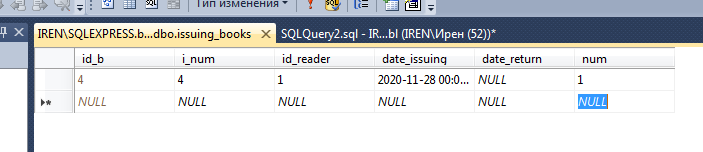 Тип изменения
IREN\SQLEXPRESS.b...dbo.issuing_books SQLQuery2.sql - IR...bl (IREN\Ирен (52))*
id_b i_num id_reader date_issuing date_return num
4 4 1 2020-11-28 00:0... NULL 1
NULL NULL NULL NULL NULL NULL